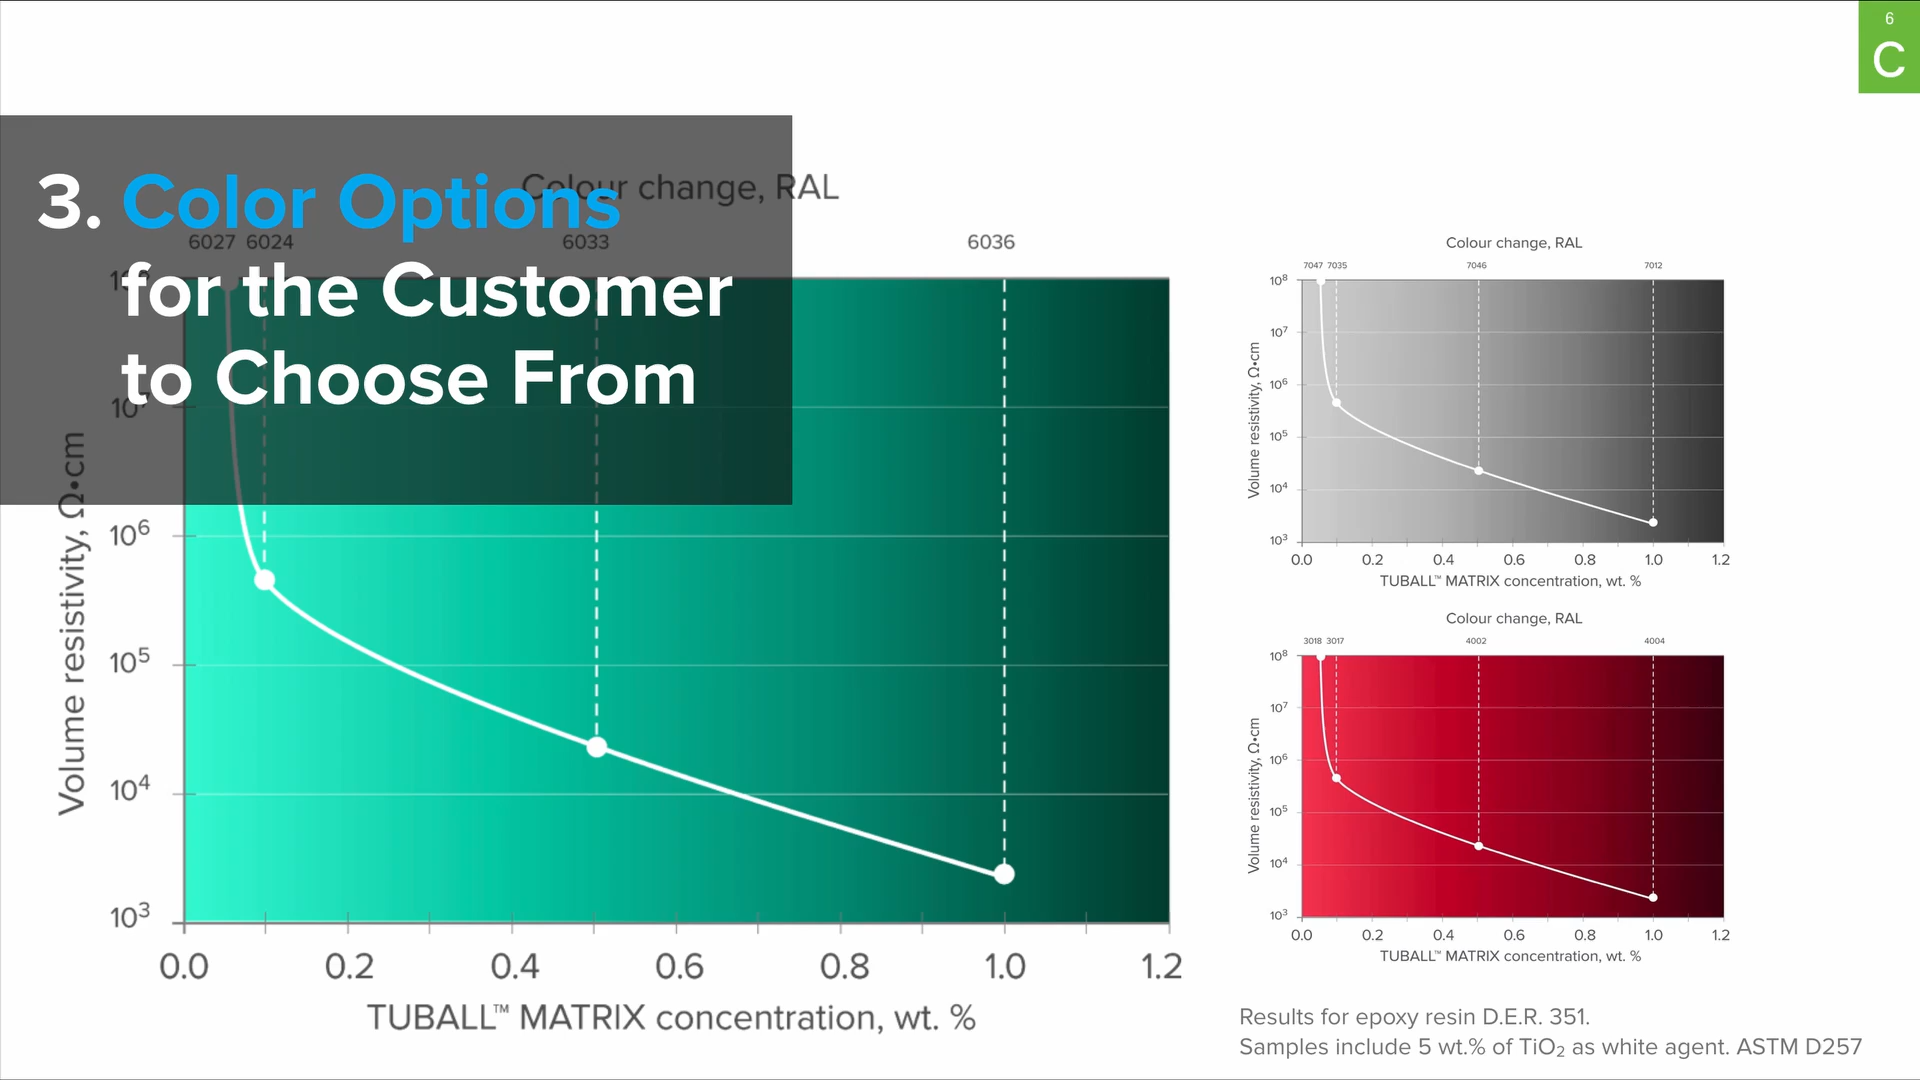 6
C
3. Color Options
for the Customer
to Choose From
Colour change, RAL
6027 6024 6033 6036
10⁸
10⁷
10⁶
10⁵
10⁴
10³
Volume resistivity, Ω•cm
0.0 0.2 0.4 0.6 0.8 1.0 1.2
TUBALL™ MATRIX concentration, wt. %
Colour change, RAL
7047 7035 7046 7012
10⁸
10⁷
10⁶
10⁵
10⁴
10³
Volume resistivity, Ω•cm
0.0 0.2 0.4 0.6 0.8 1.0 1.2
TUBALL™ MATRIX concentration, wt. %
Colour change, RAL
3018 3017 4002 4004
10⁸
10⁷
10⁶
10⁵
10⁴
10³
Volume resistivity, Ω•cm
0.0 0.2 0.4 0.6 0.8 1.0 1.2
TUBALL™ MATRIX concentration, wt. %
Results for epoxy resin D.E.R. 351.
Samples include 5 wt.% of TiO₂ as white agent. ASTM D257